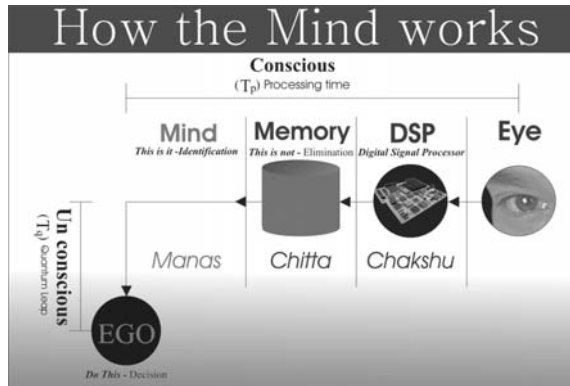 How the Mind works
Conscious
(Tp) Processing time
Mind
This is it -Identification
Memory
This is not - Elimination
DSP
Digital Signal Processor
Eye
Un conscious
(Tq) Quantum Leap
Manas
Chitta
Chakshu
EGO
Do This - Decision